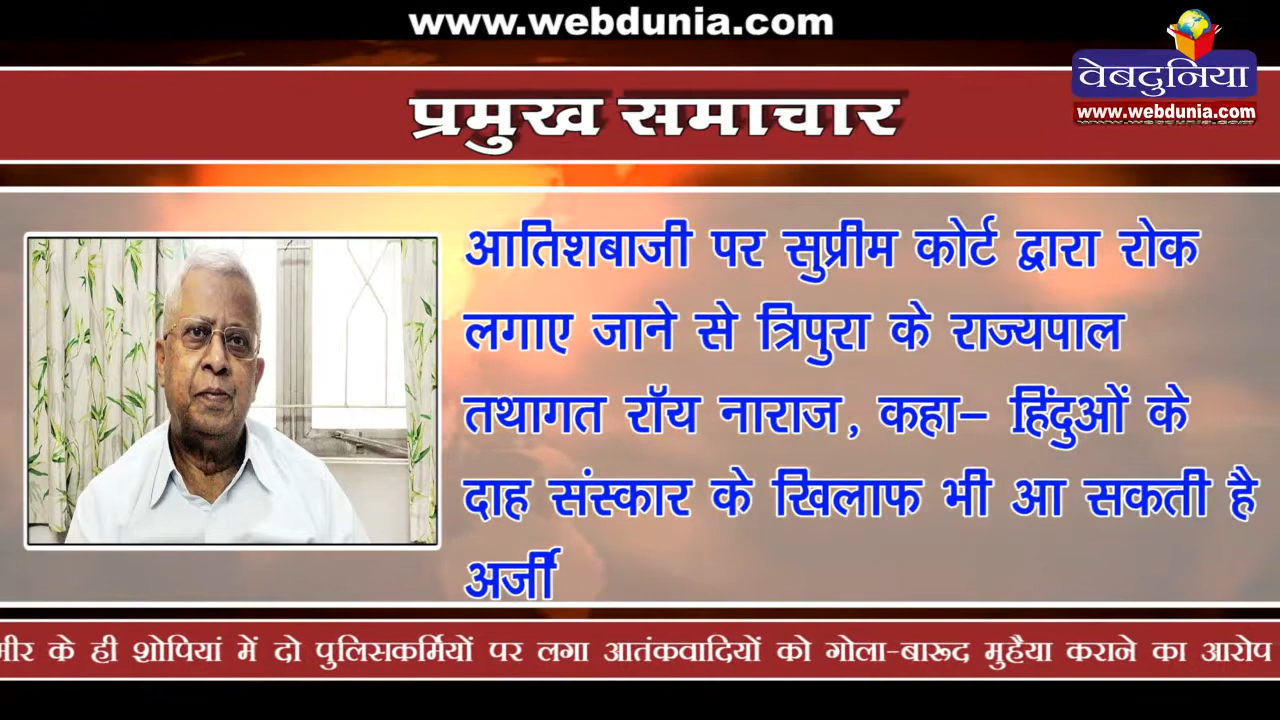 www.webdunia.com
वेबदुनिया
www.webdunia.com
प्रमुख समाचार
आतिशबाजी पर सुप्रीम कोर्ट द्वारा रोक
लगाए जाने से त्रिपुरा के राज्यपाल
तथागत रॉय नाराज, कहा- हिंदुओं के
दाह संस्कार के खिलाफ भी आ सकती है
अर्जी
मीर के ही शोपियां में दो पुलिसकर्मियों पर लगा आतंकवादियों को गोला-बारूद मुहैया कराने का आरोप